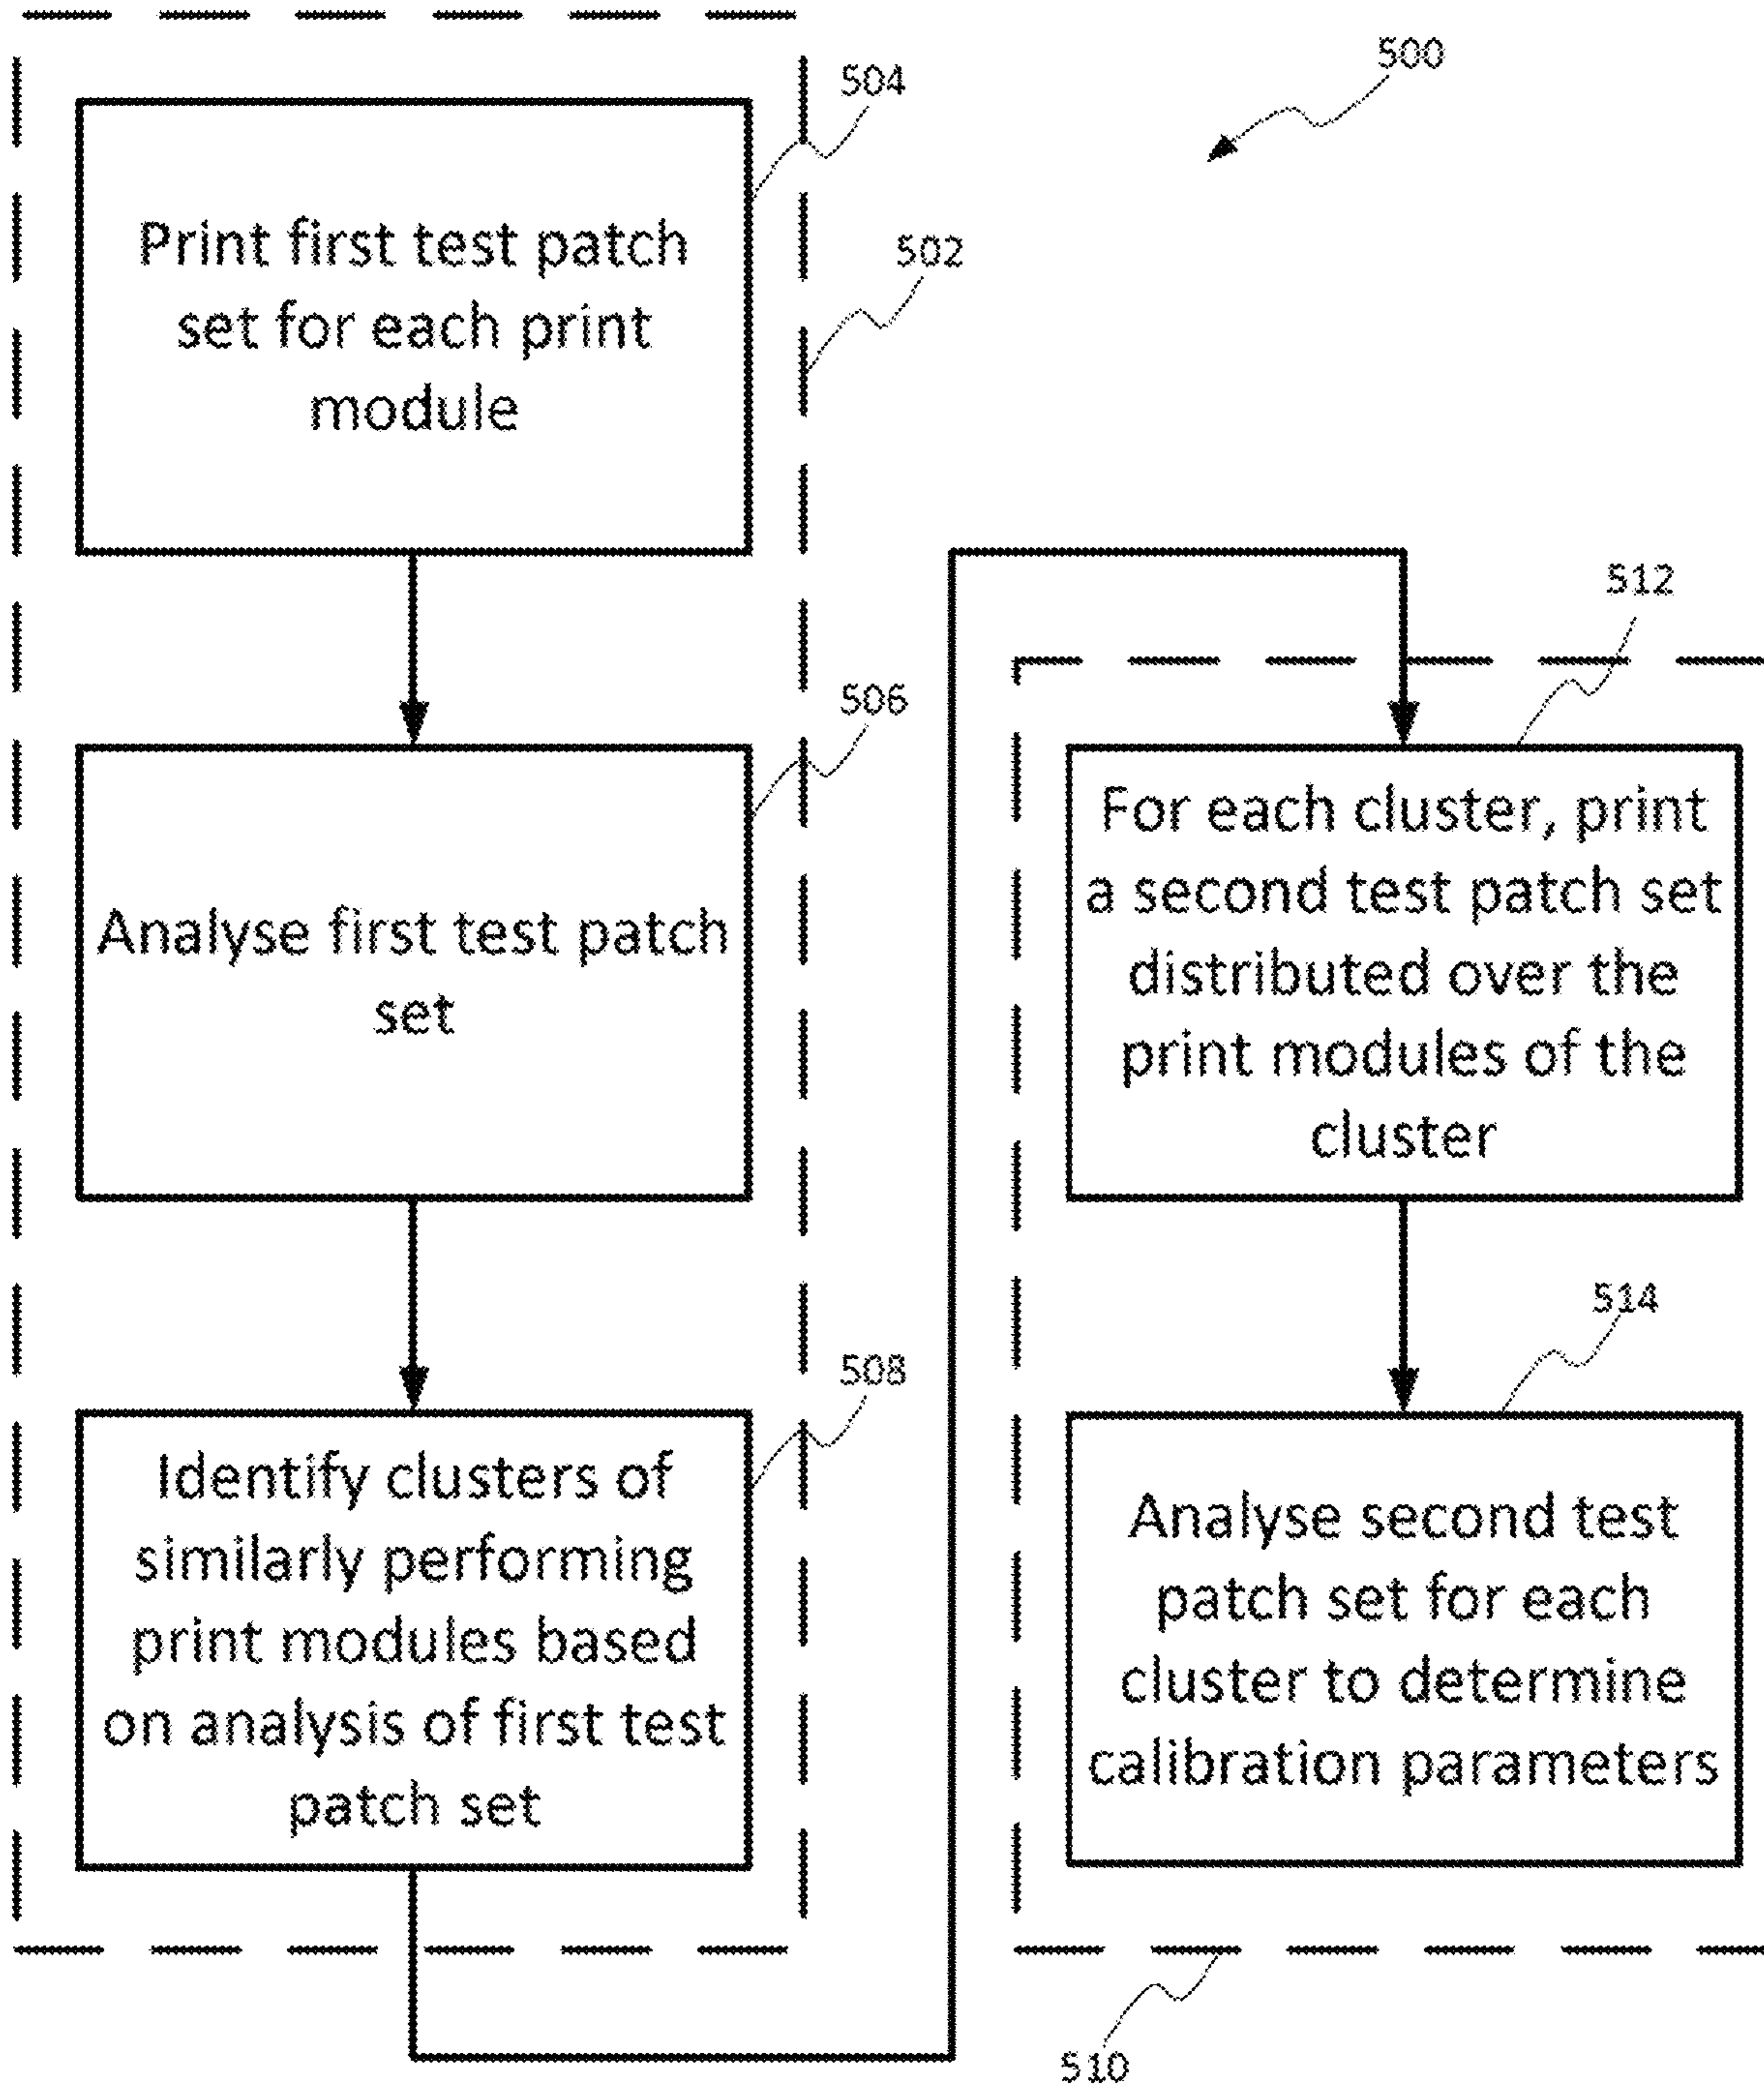 500
504
Print first test patch
set for each print
module
502
506
Analyse first test patch
set
508
Identify clusters of
similarly performing
print modules based
on analysis of first test
patch set
512
For each cluster, print
a second test patch set
distributed over the
print modules of the
cluster
514
Analyse second test
patch set for each
cluster to determine
calibration parameters
510